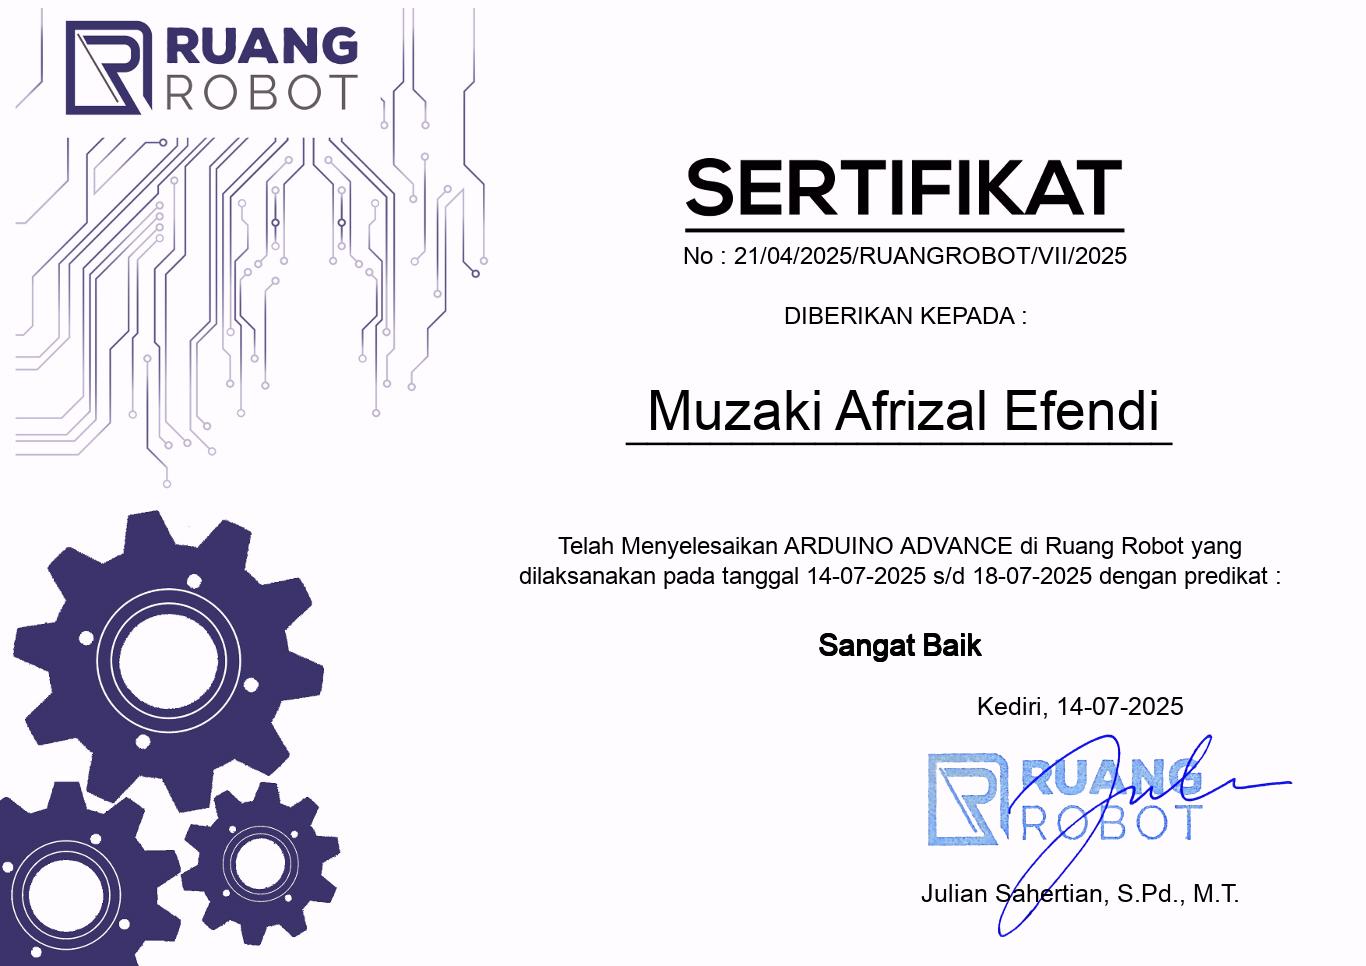 RUANG
ROBOT
SERTIFIKAT
No : 21/04/2025/RUANGROBOT/VII/2025
DIBERIKAN KEPADA :
Muzaki Afrizal Efendi
Telah Menyelesaikan ARDUINO ADVANCE di Ruang Robot yang
dilaksanakan pada tanggal 14-07-2025 s/d 18-07-2025 dengan predikat :
Sangat Baik
Kediri, 14-07-2025
RUANG
ROBOT
Julian Sahertian, S.Pd., M.T.